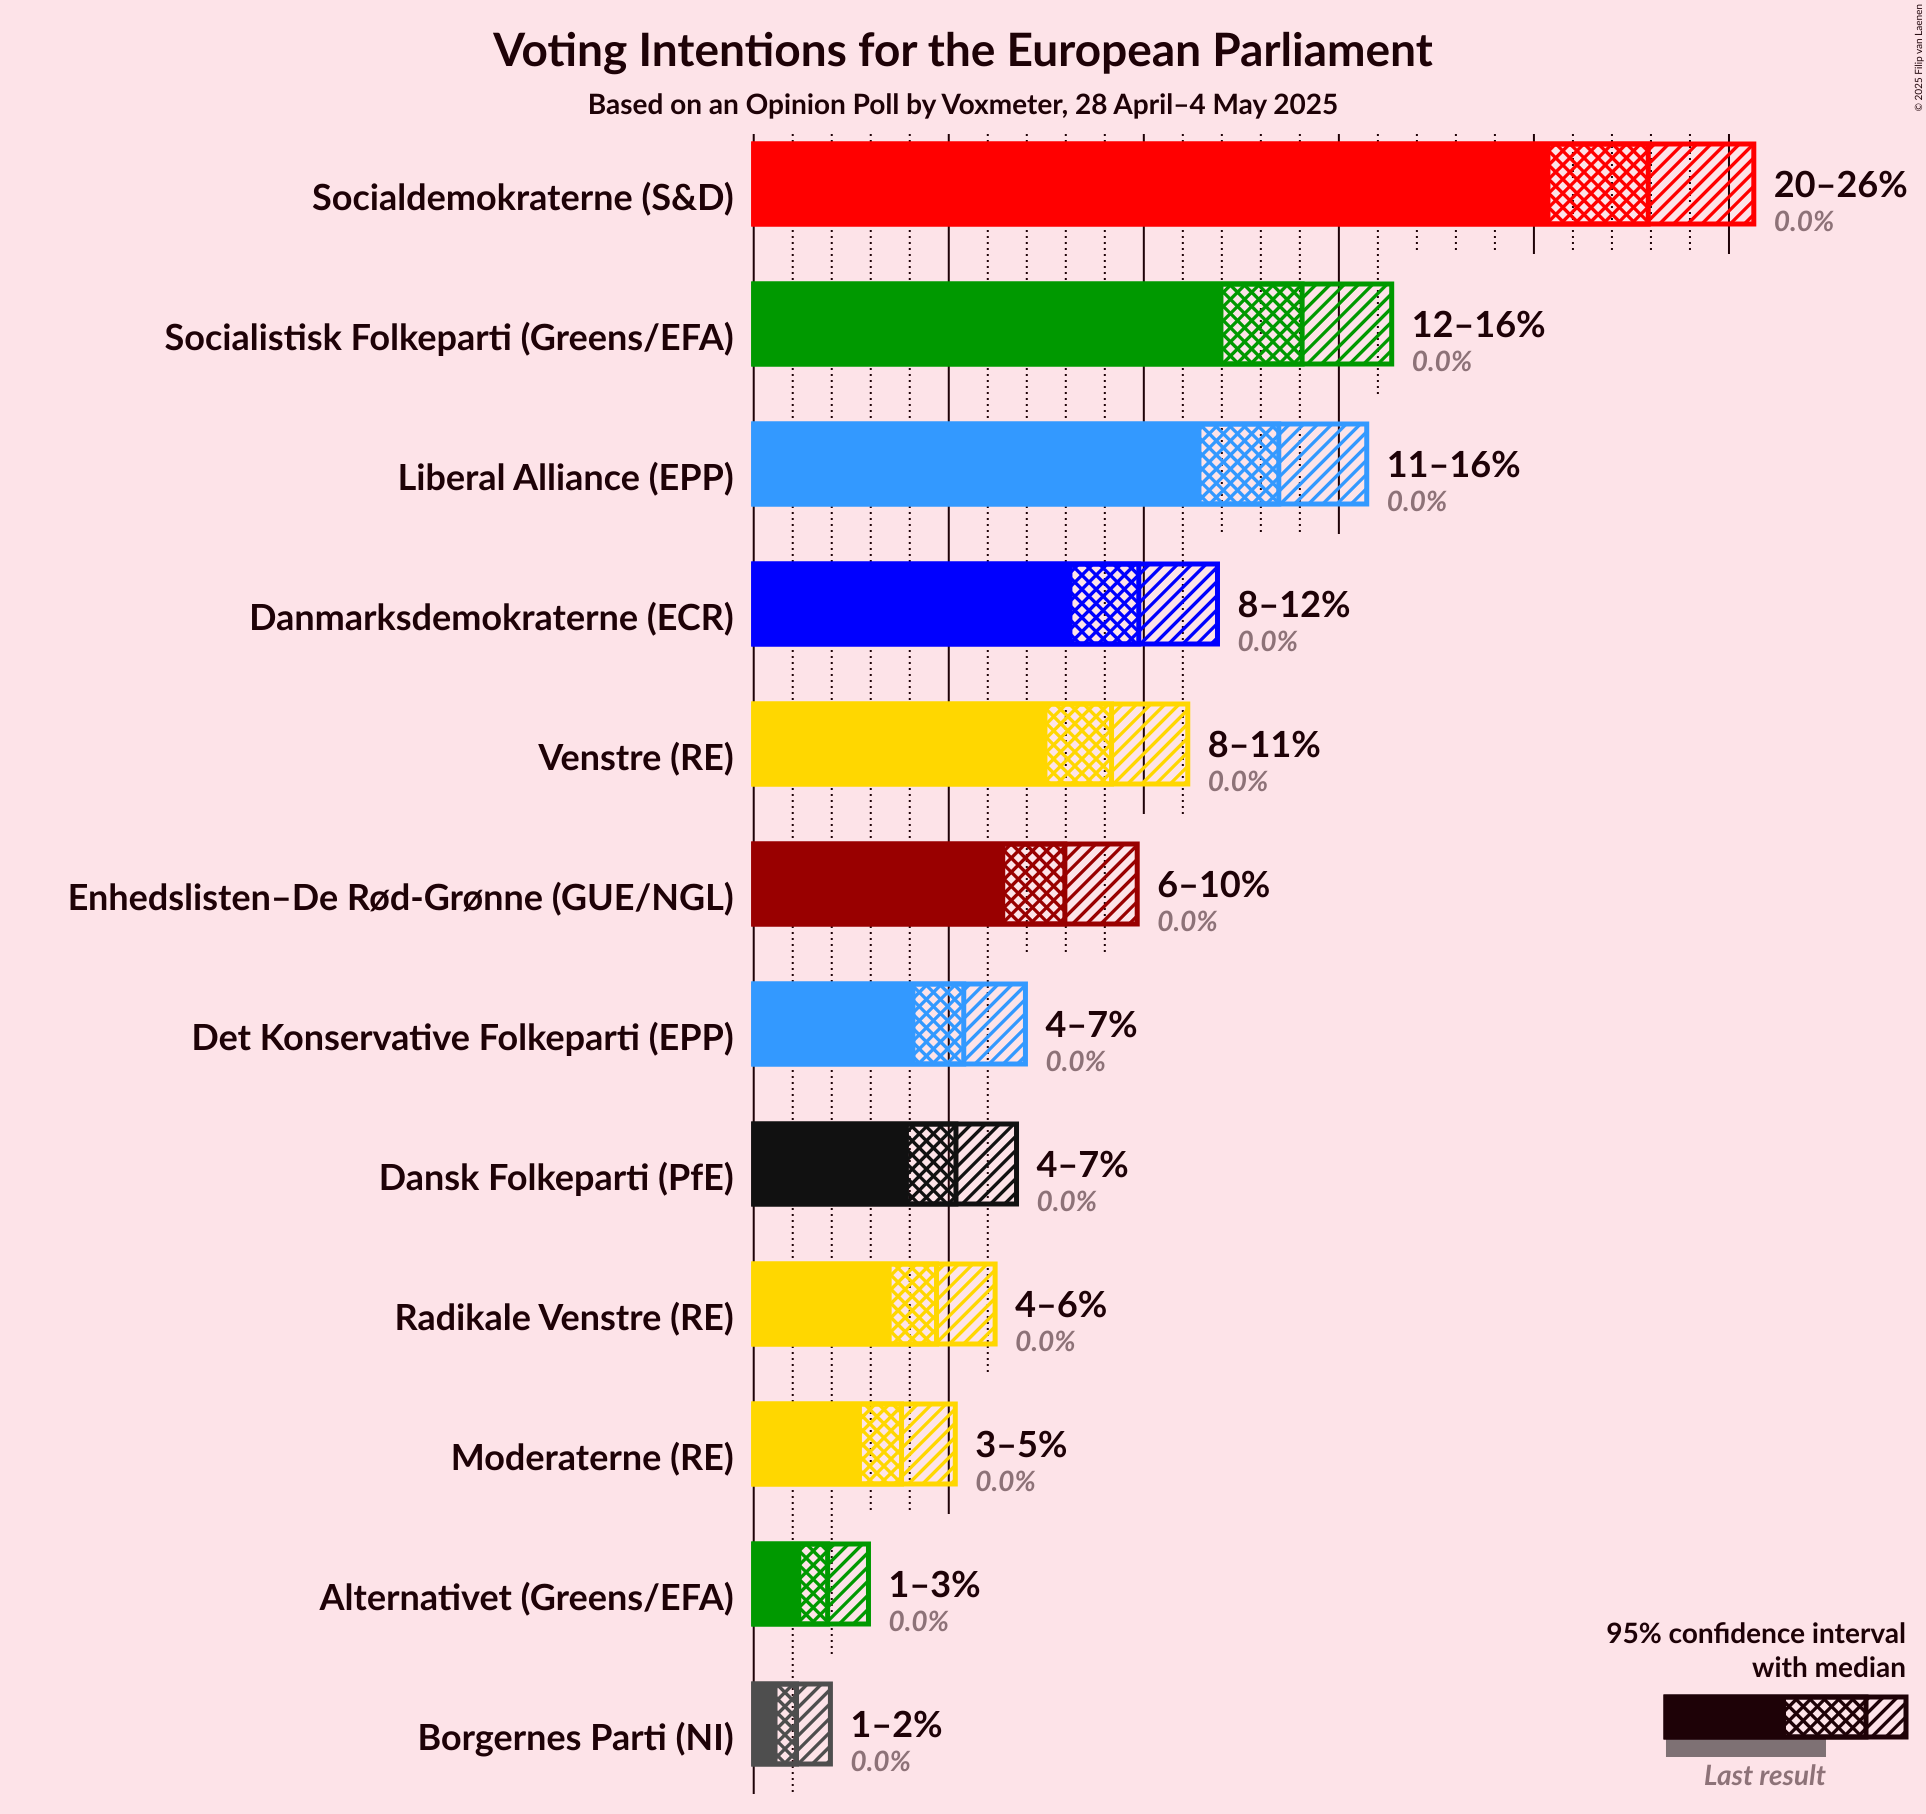 Voting Intentions for the European Parliament
Based on an Opinion Poll by Voxmeter, 28 April–4 May 2025
© 2025 Filip van Laenen
Socialdemokraterne (S&D)
20–26%
0.0%
Socialistisk Folkeparti (Greens/EFA)
12–16%
0.0%
Liberal Alliance (EPP)
11–16%
0.0%
Danmarksdemokraterne (ECR)
8–12%
0.0%
Venstre (RE)
8–11%
0.0%
Enhedslisten–De Rød-Grønne (GUE/NGL)
6–10%
0.0%
Det Konservative Folkeparti (EPP)
4–7%
0.0%
Dansk Folkeparti (PfE)
4–7%
0.0%
Radikale Venstre (RE)
4–6%
0.0%
Moderaterne (RE)
3–5%
0.0%
Alternativet (Greens/EFA)
1–3%
0.0%
Borgernes Parti (NI)
1–2%
0.0%
95% confidence interval
with median
Last result